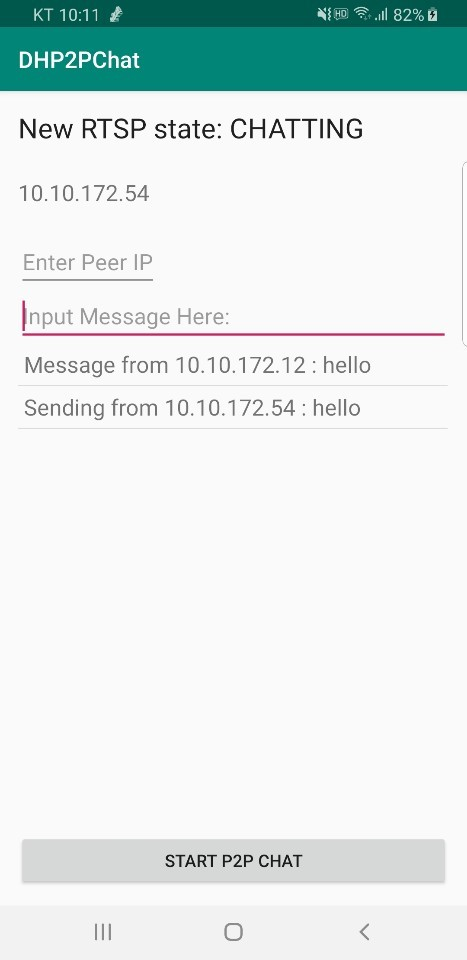 KT 10:11 HD 82%
DHP2PChat
New RTSP state: CHATTING
10.10.172.54
Enter Peer IP
Input Message Here:
Message from 10.10.172.12 : hello
Sending from 10.10.172.54 : hello
START P2P CHAT